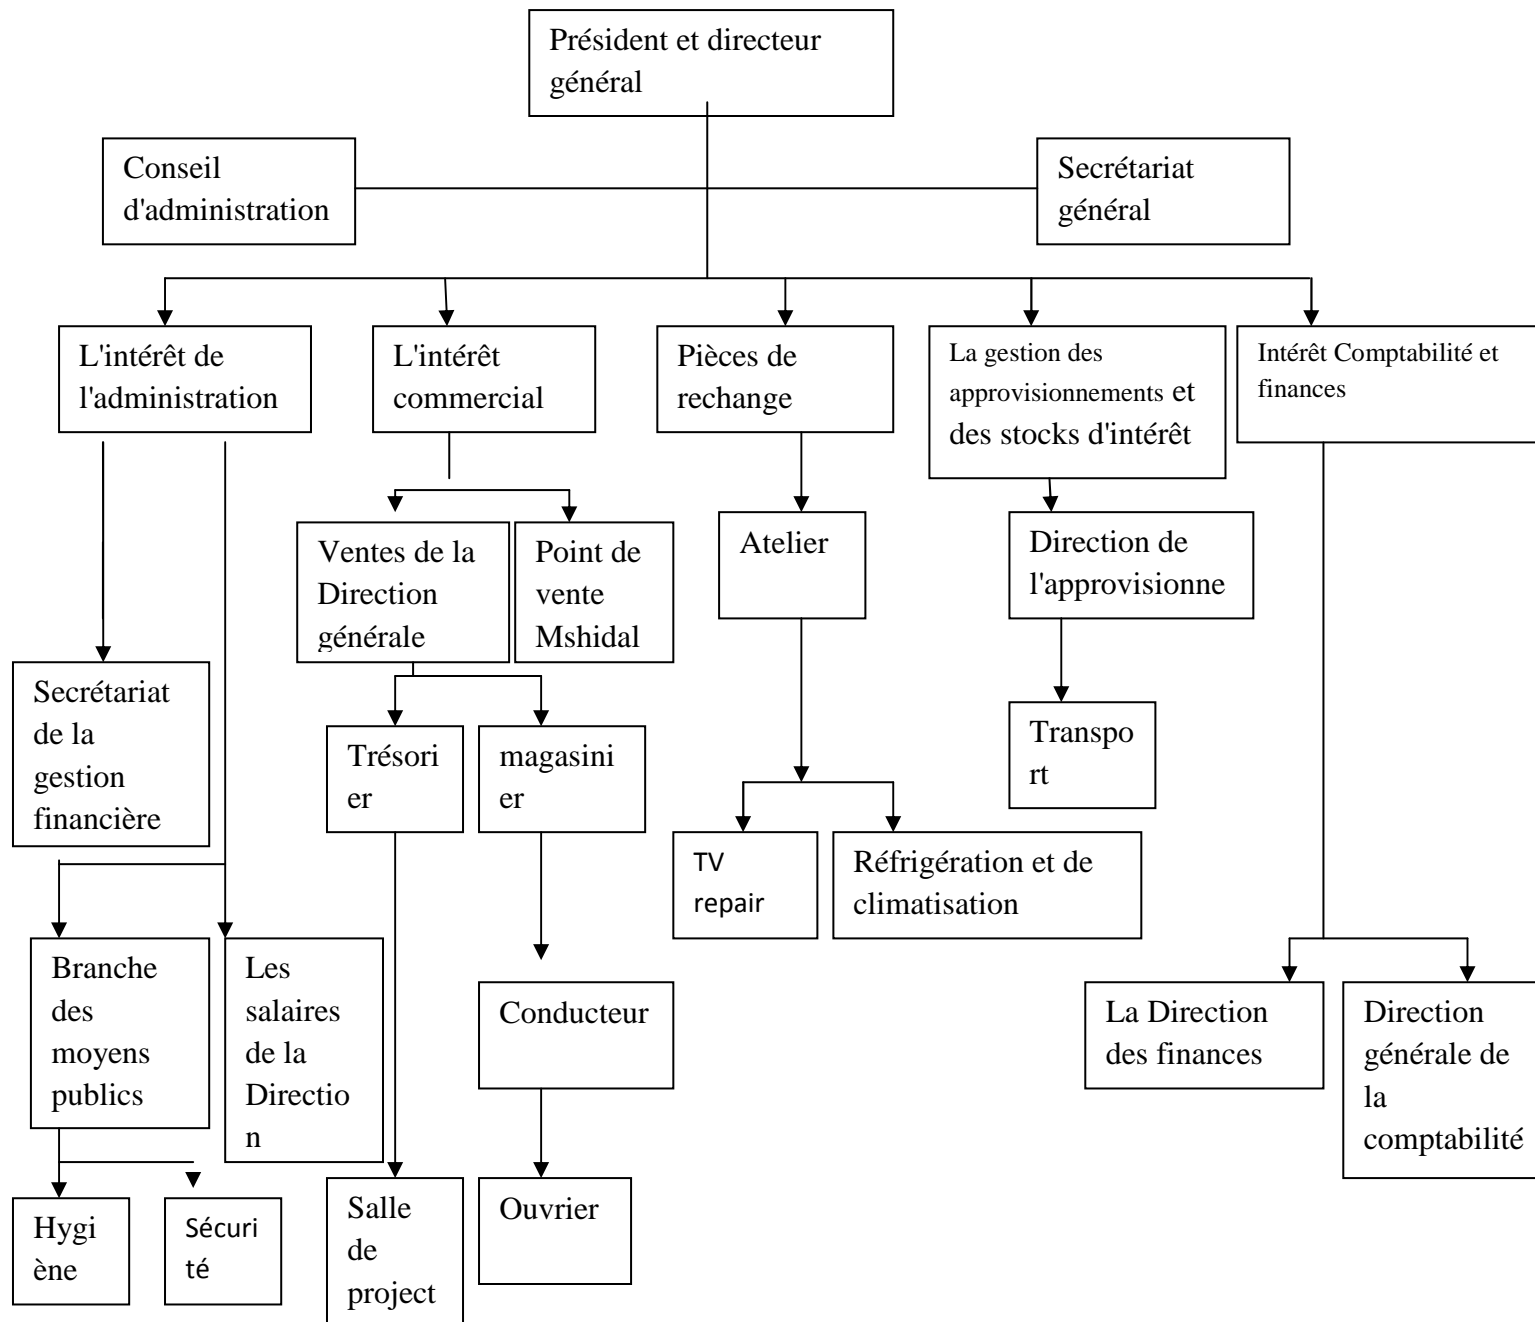 Président et directeur
général
Conseil
d'administration
Secrétariat
général
L'intérêt de
l'administration
L'intérêt
commercial
Pièces de
rechange
La gestion des
approvisionnements et
des stocks d'intérêt
Intérêt Comptabilité et
finances
Ventes de la
Direction
générale
Point de
vente
Mshidal
Atelier
Direction de
l'approvisionne
Secrétariat
de la
gestion
financière
Trésori
er
magasini
er
Transpo
rt
TV
repair
Réfrigération et de
climatisation
Branche
des
moyens
publics
Les
salaires
de la
Directio
n
Conducteur
La Direction
des finances
Direction
générale de
la
comptabilité
Hygi
ène
Sécuri
té
Salle
de
project
Ouvrier